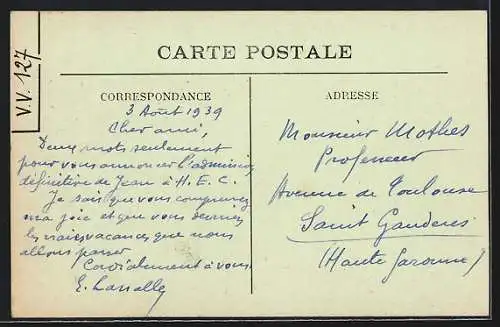 V.V. 127
CARTE POSTALE
CORRESPONDANCE
3 Août 1939
Cher ami,
Deux mots seulement
pour vous annoncer l'admission
définitive de Jean à H.E.C.
Je sais que vous comprenez
ma joie et que vous devinez
les vraies vacances que nous
allons passer
Cordialement à vous
E. Lassalle
ADRESSE
Monsieur Mathes
Professeur
Avenue de Toulouse
Saint Gaudens
(Haute Garonne)